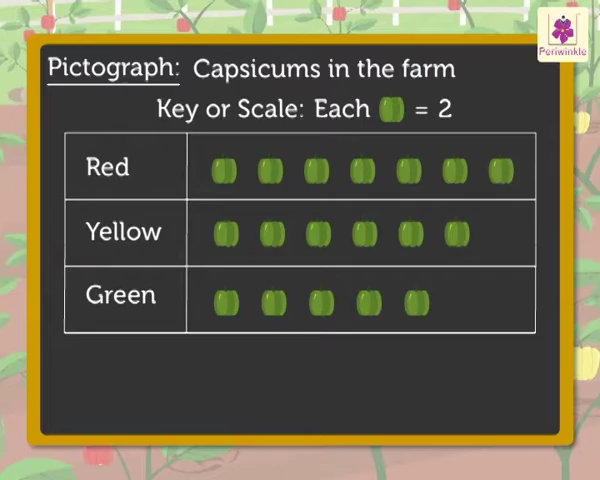 Periwinkle
Pictograph: Capsicums in the farm
Key or Scale: Each = 2
Red
Yellow
Green